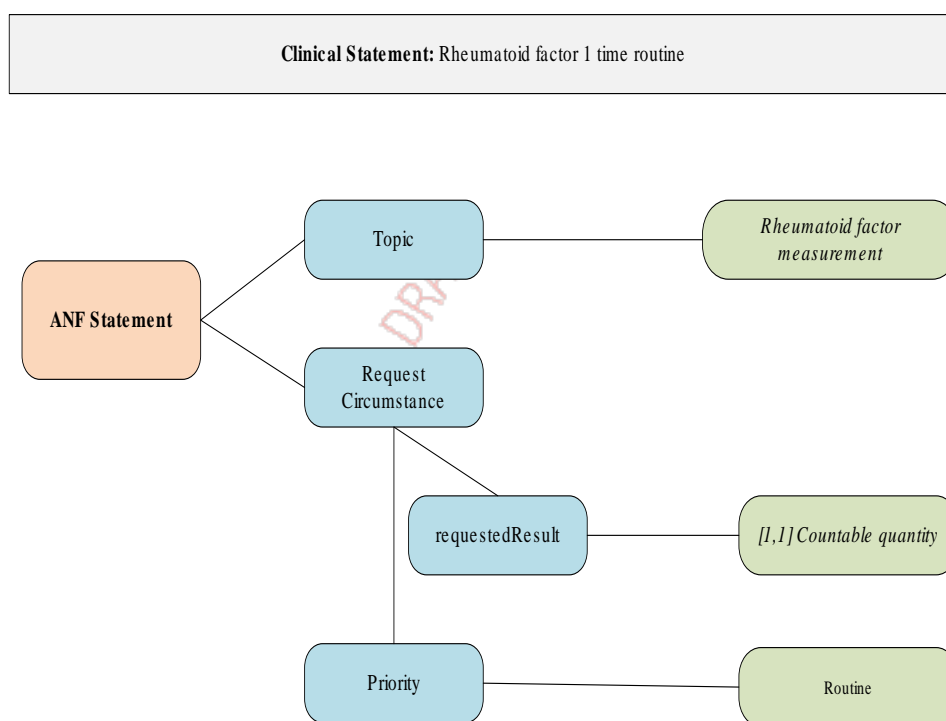 Clinical Statement: Rheumatoid factor 1 time routine
Topic
Rheumatoid factor
measurement
ANF Statement
DRA
Request
Circumstance
requestedResult
[1,1] Countable quantity
Priority
Routine